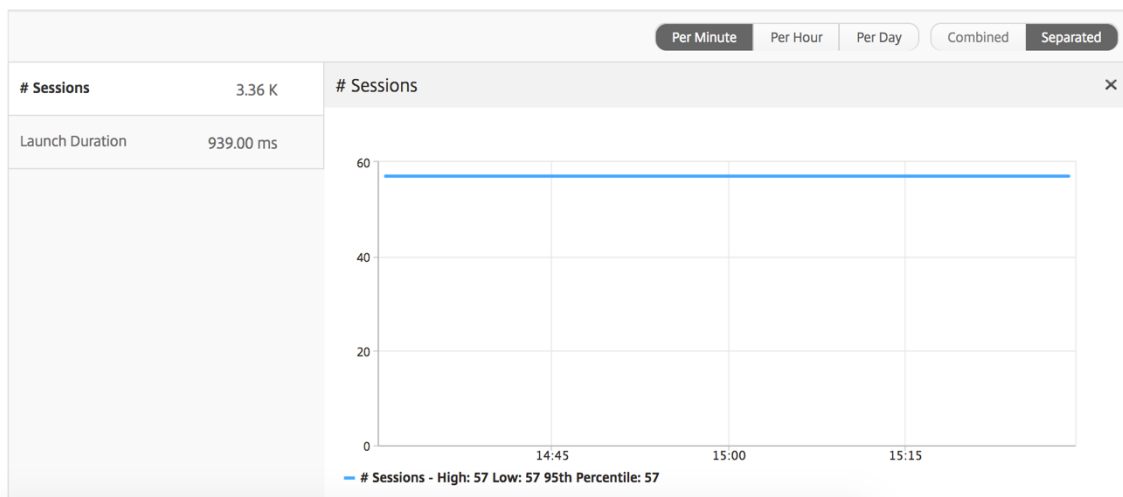 Per Minute Per Hour Per Day Combined Separated
# Sessions 3.36 K
Launch Duration 939.00 ms
# Sessions ×
60
40
20
0
14:45 15:00 15:15
# Sessions - High: 57 Low: 57 95th Percentile: 57